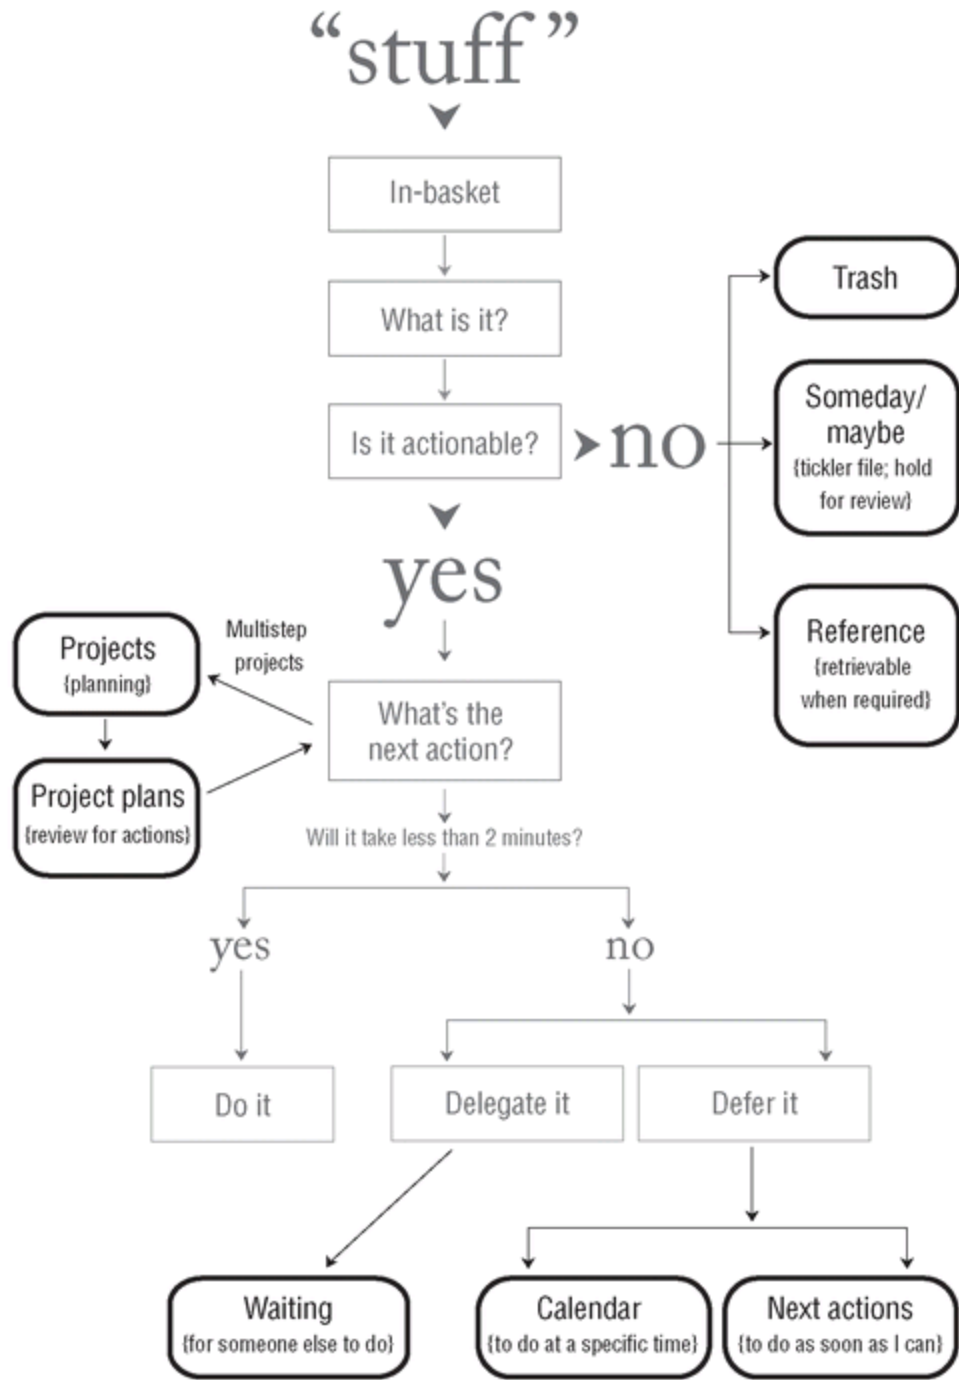 “stuff”
In-basket
What is it?
Is it actionable?
no
Trash
Someday/
maybe
{tickler file; hold
for review}
Reference
{retrievable
when required}
yes
Multistep
projects
Projects
{planning}
Project plans
{review for actions}
What's the
next action?
Will it take less than 2 minutes?
yes
no
Do it
Delegate it
Defer it
Waiting
{for someone else to do}
Calendar
{to do at a specific time}
Next actions
{to do as soon as I can}